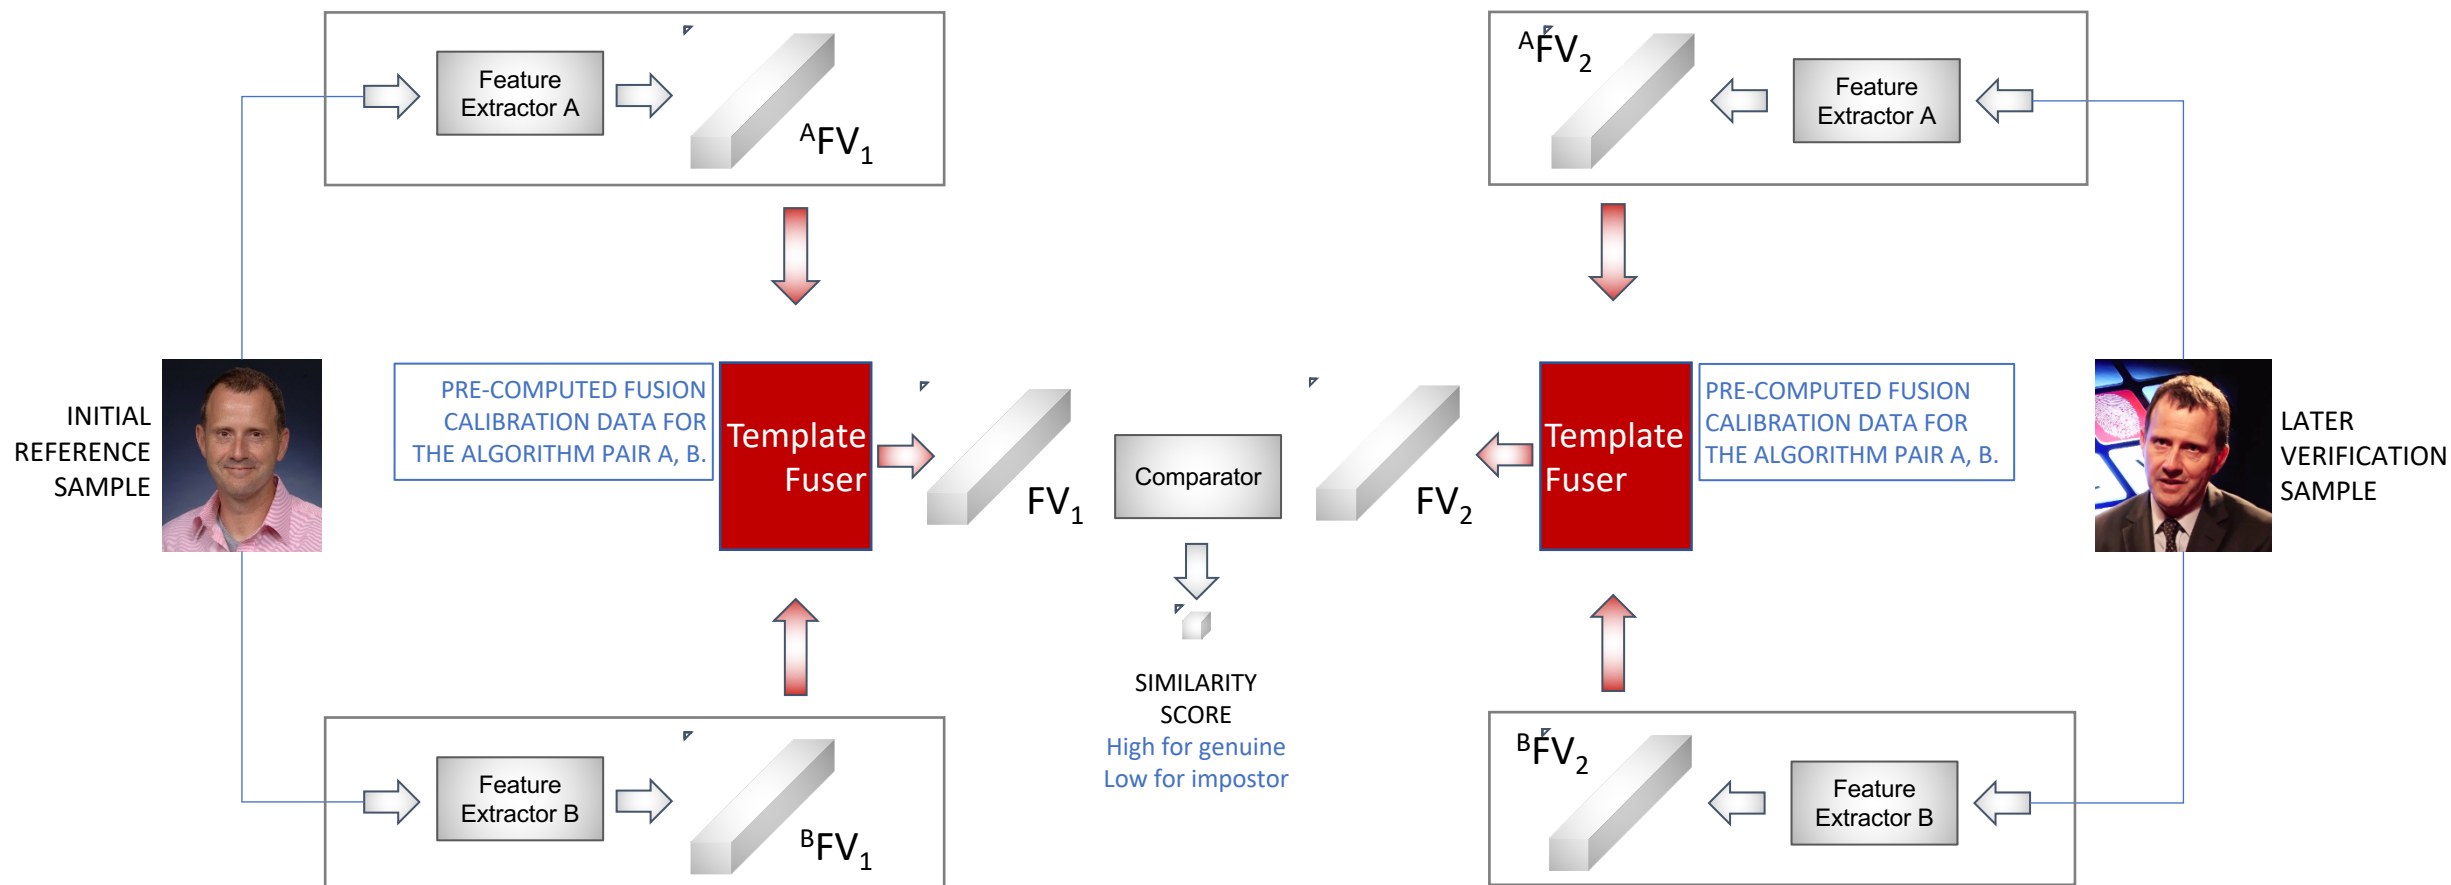 Feature
Extractor A
AFV1
AFV2
Feature
Extractor A
INITIAL
REFERENCE
SAMPLE
PRE-COMPUTED FUSION
CALIBRATION DATA FOR
THE ALGORITHM PAIR A, B.
Template
Fuser
FV1
Comparator
FV2
Template
Fuser
PRE-COMPUTED FUSION
CALIBRATION DATA FOR
THE ALGORITHM PAIR A, B.
LATER
VERIFICATION
SAMPLE
SIMILARITY
SCORE
High for genuine
Low for impostor
Feature
Extractor B
BFV1
BFV2
Feature
Extractor B